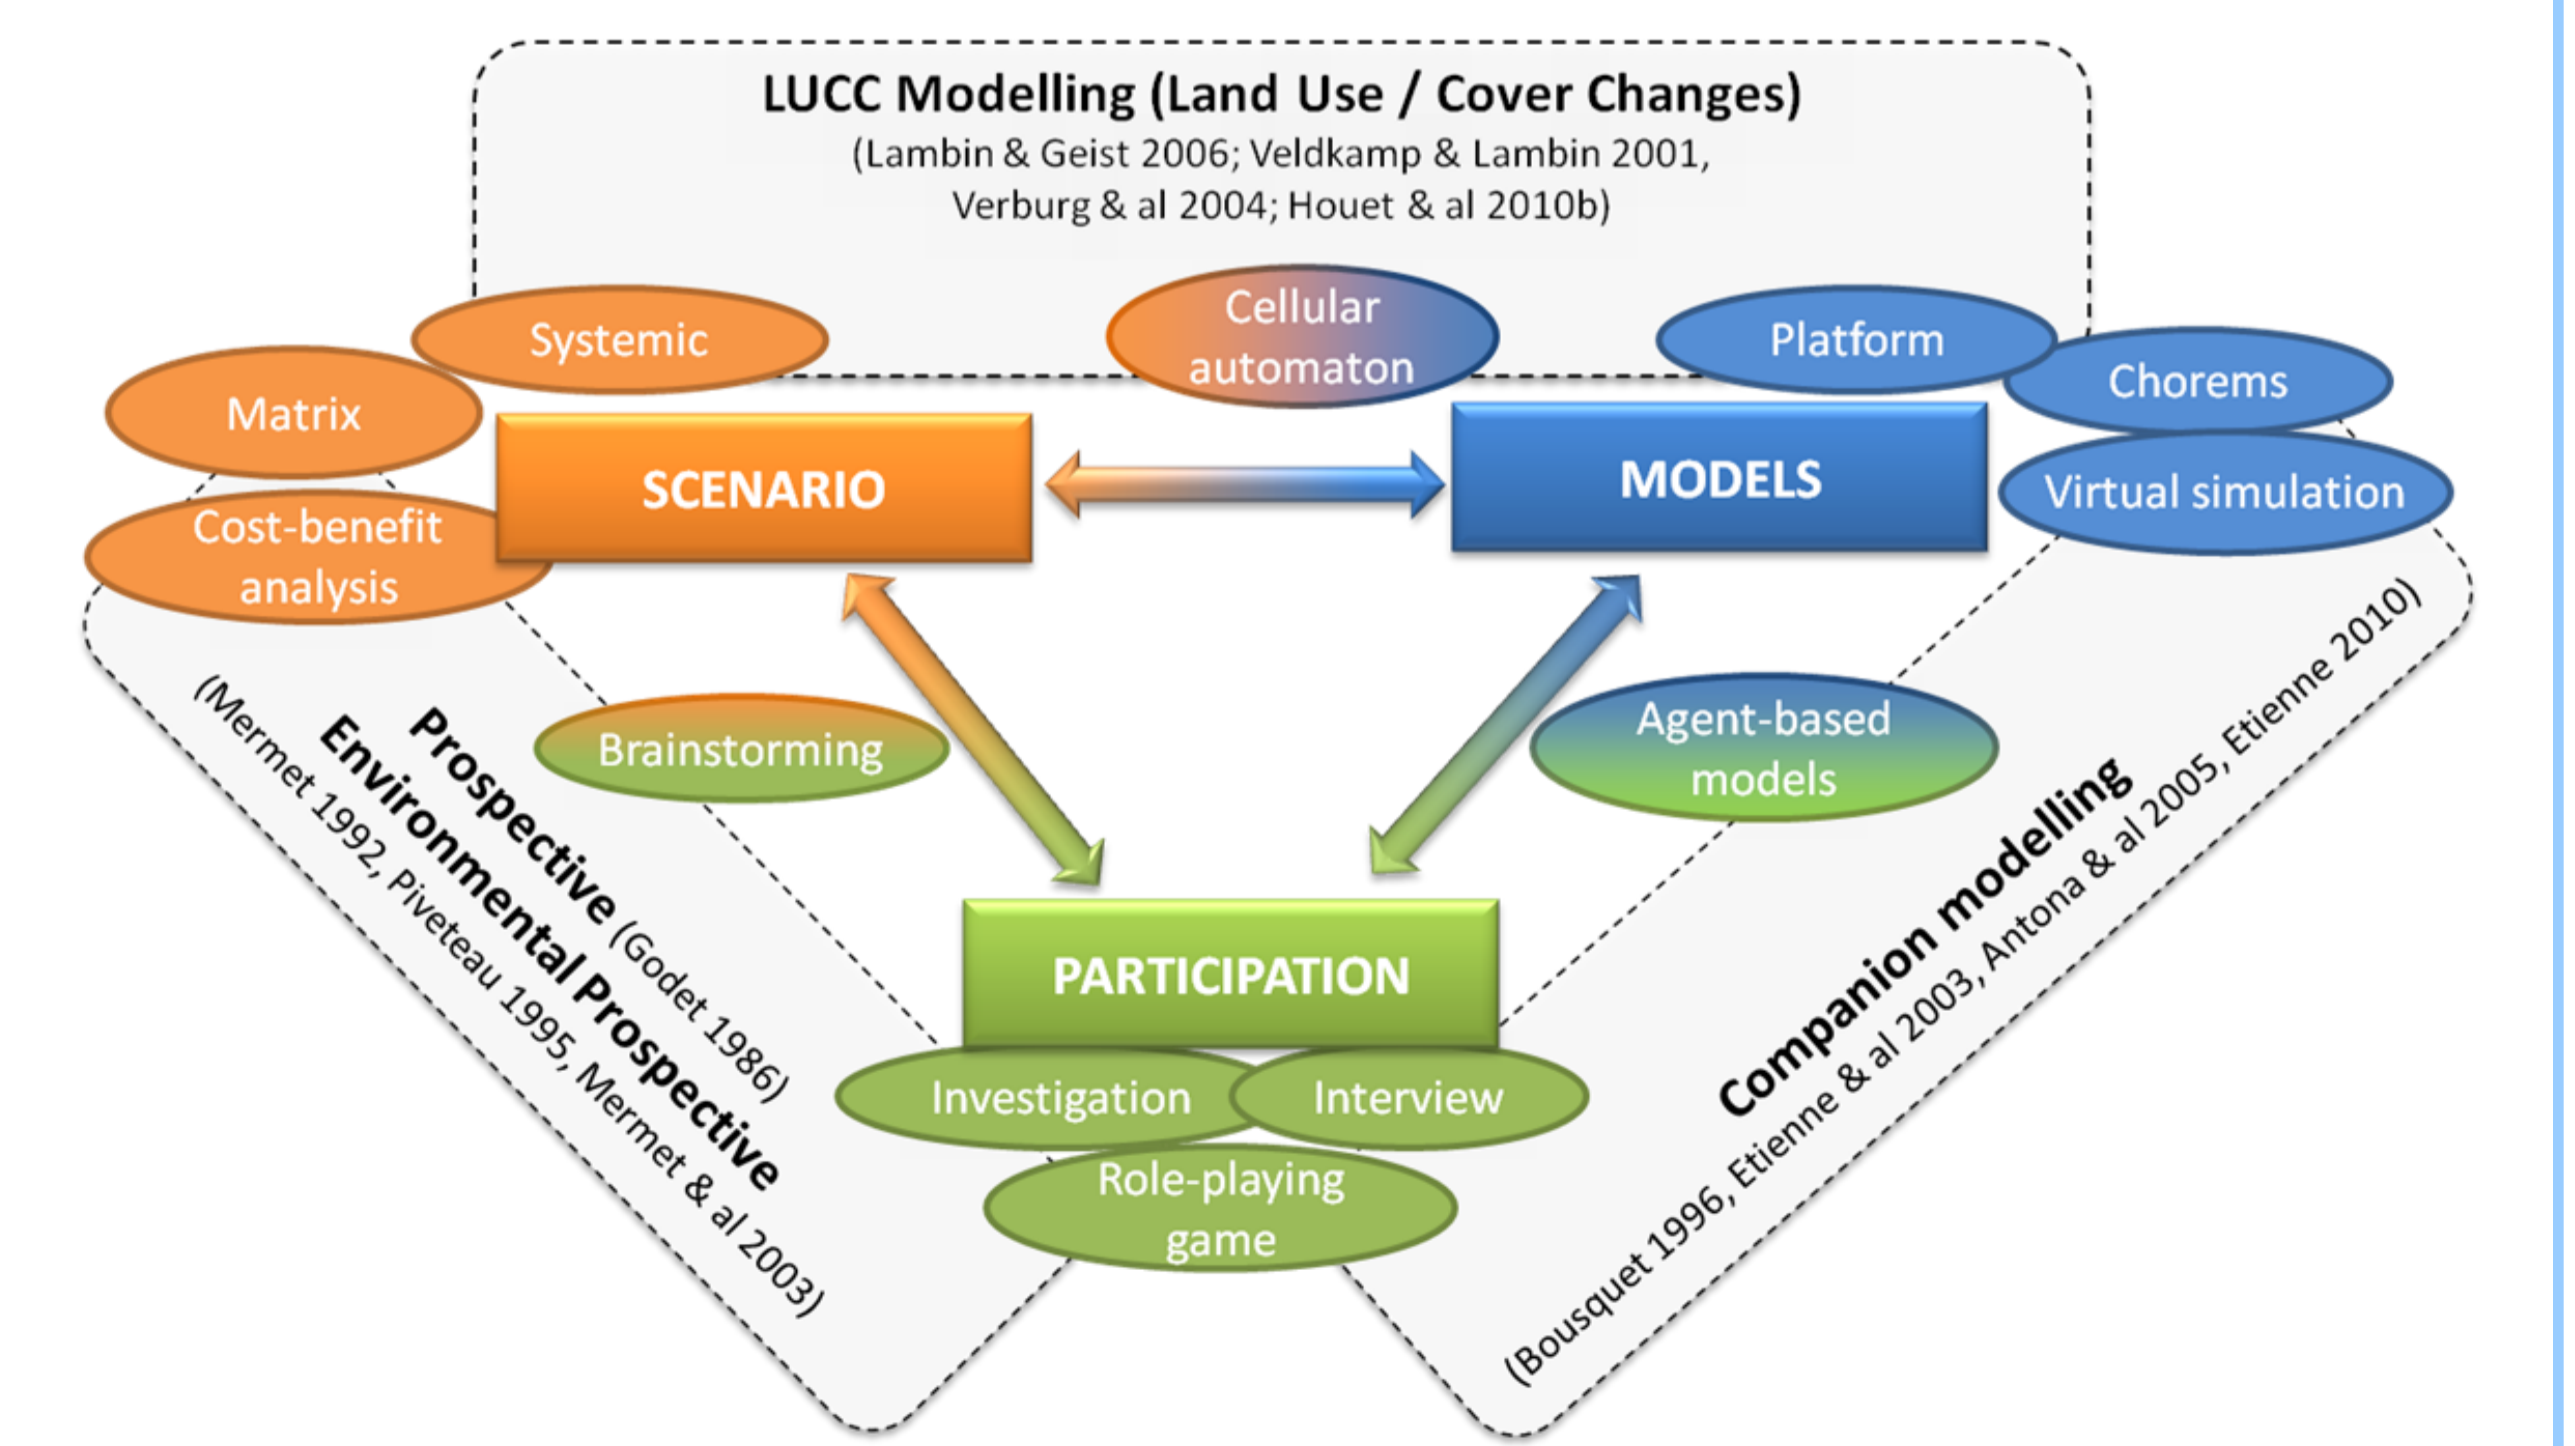 LUCC Modelling (Land Use / Cover Changes)
(Lambin & Geist 2006; Veldkamp & Lambin 2001,
Verburg & al 2004; Houet & al 2010b)
Systemic
Cellular
automaton
Platform
Matrix
Chorems
SCENARIO
MODELS
Virtual simulation
Cost-benefit
analysis
Brainstorming
Agent-based
models
Prospective (Godet 1986)
Environmental Prospective
(Mermet 1992, Piveteau 1995, Mermet & al 2003)
Companion modelling
(Bousquet 1996, Etienne & al 2003, Antona & al 2005, Etienne 2010)
PARTICIPATION
Investigation
Interview
Role-playing
game